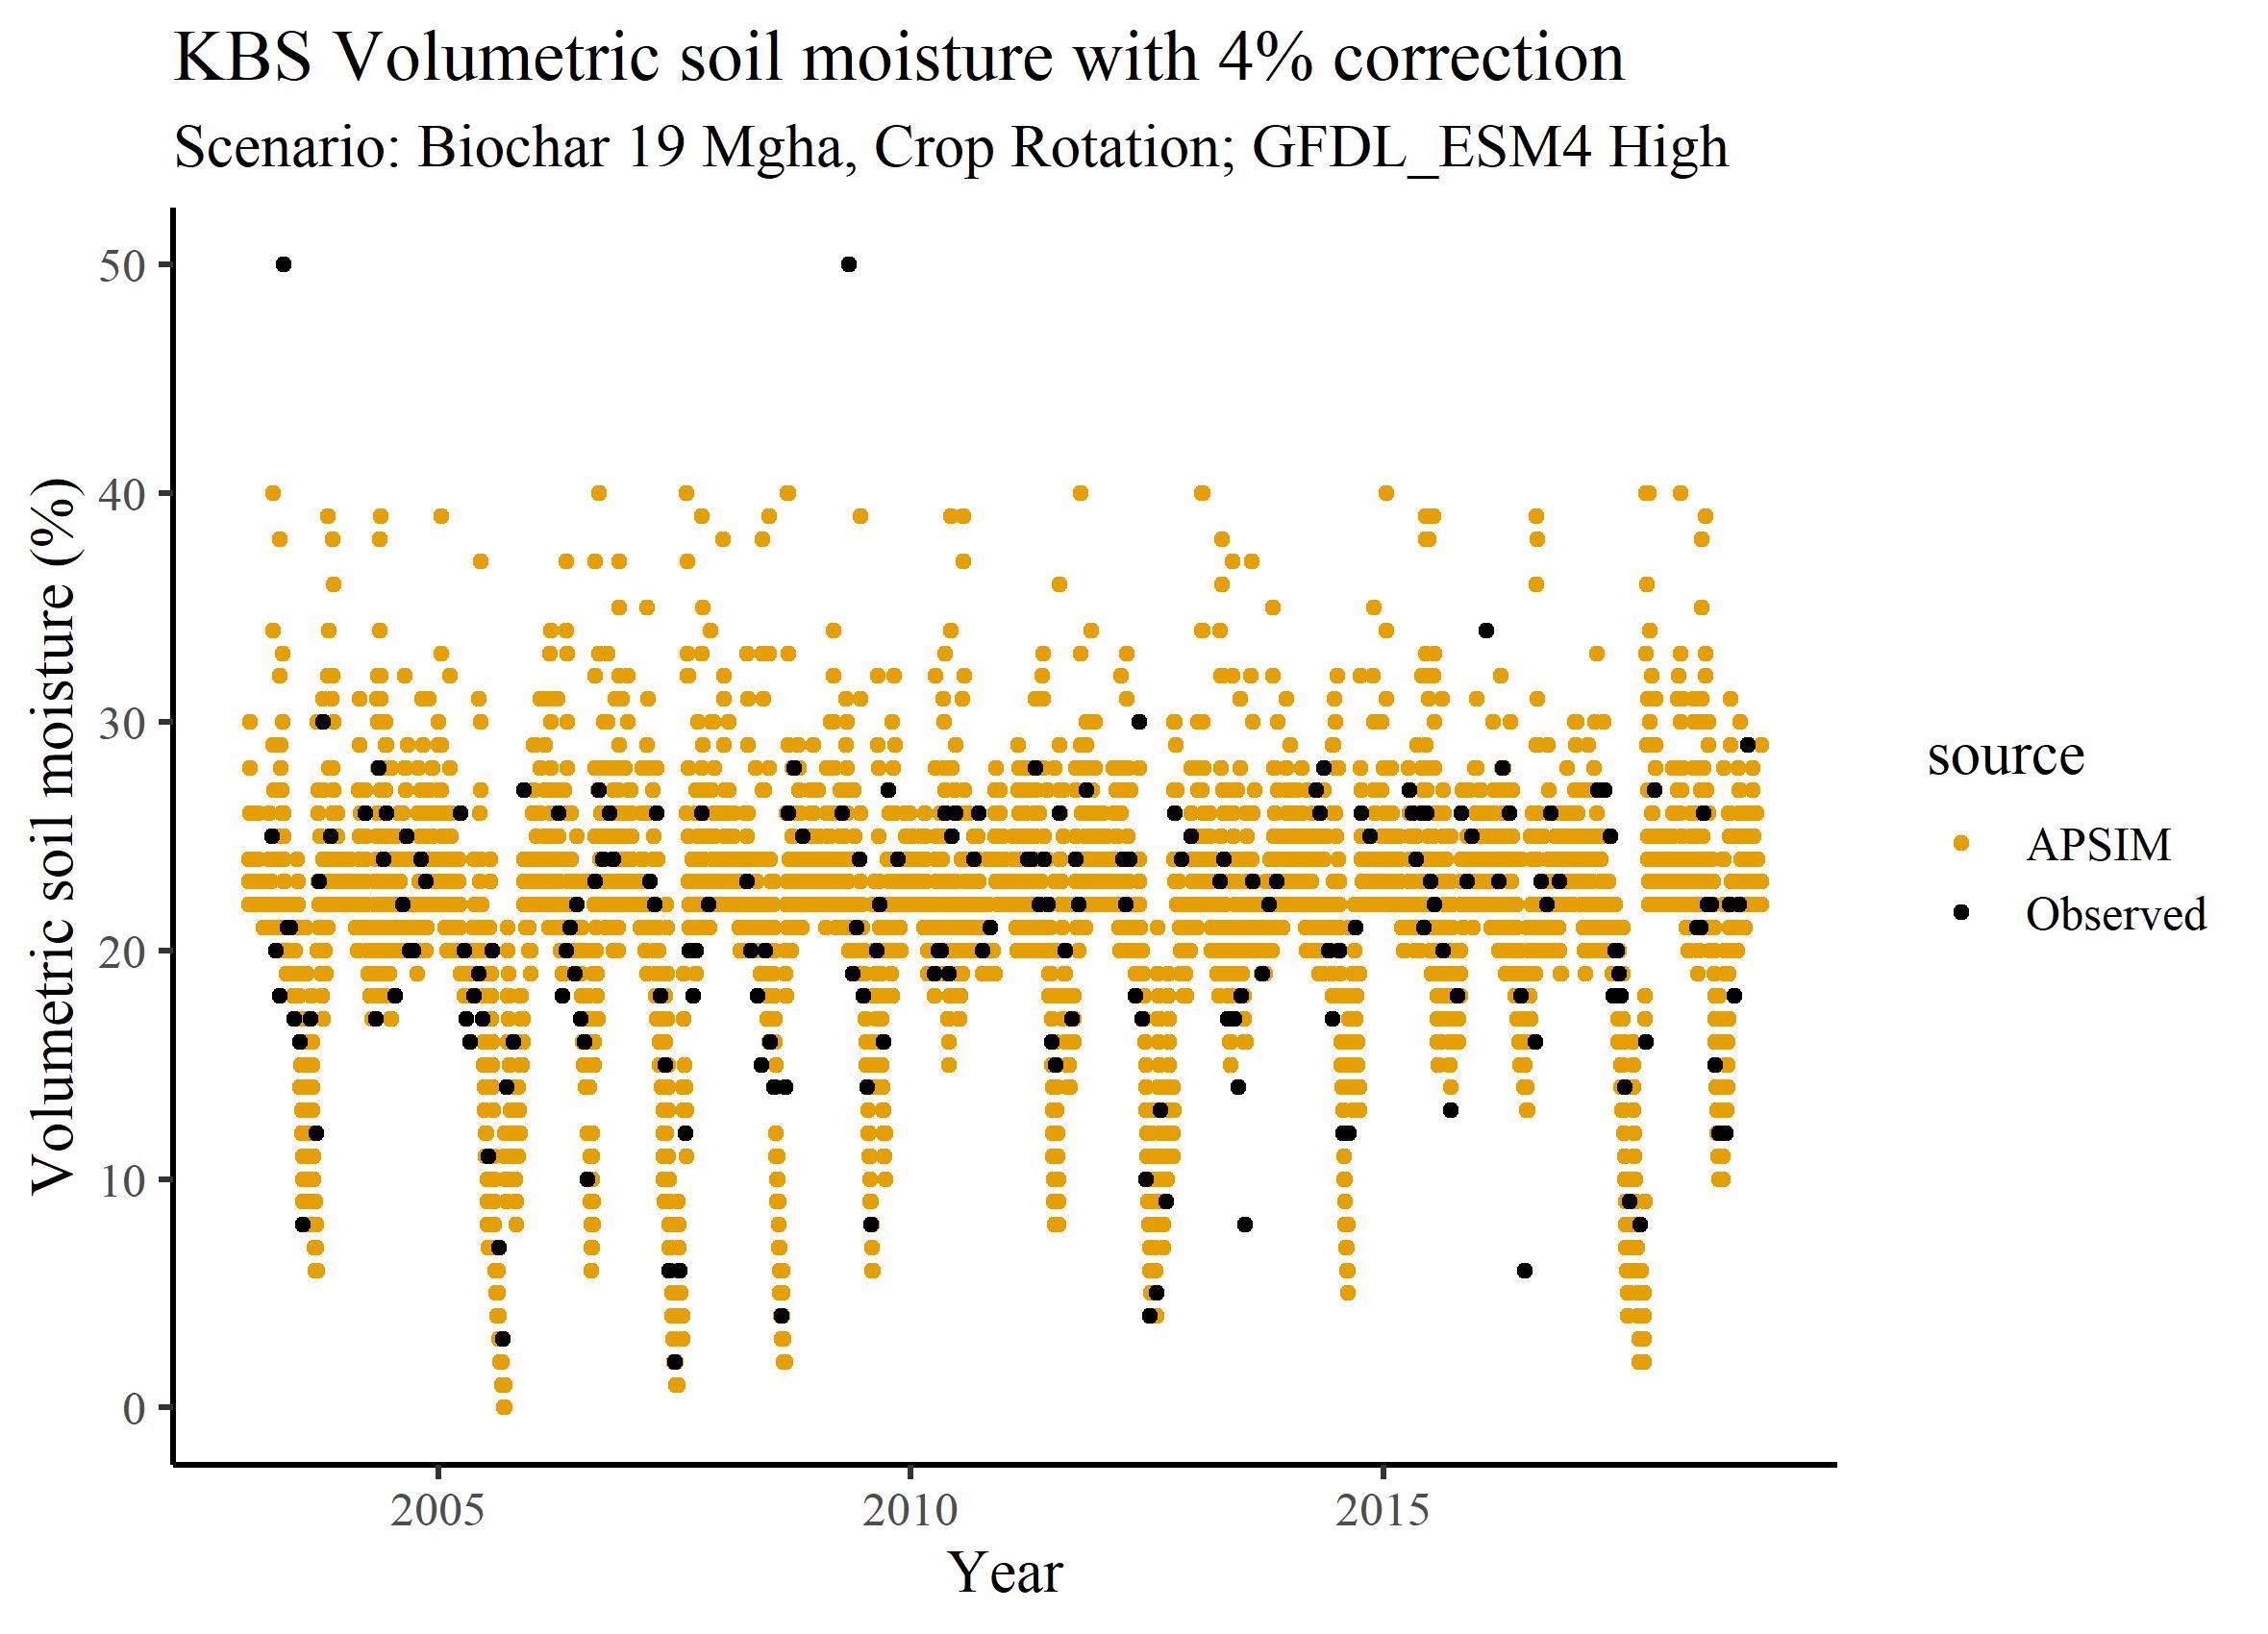 KBS Volumetric soil moisture with 4% correction
Scenario: Biochar 19 Mgha, Crop Rotation; GFDL_ESM4 High
Volumetric soil moisture (%)
50
40
30
20
10
0
2005
2010
2015
Year
source
APSIM
Observed